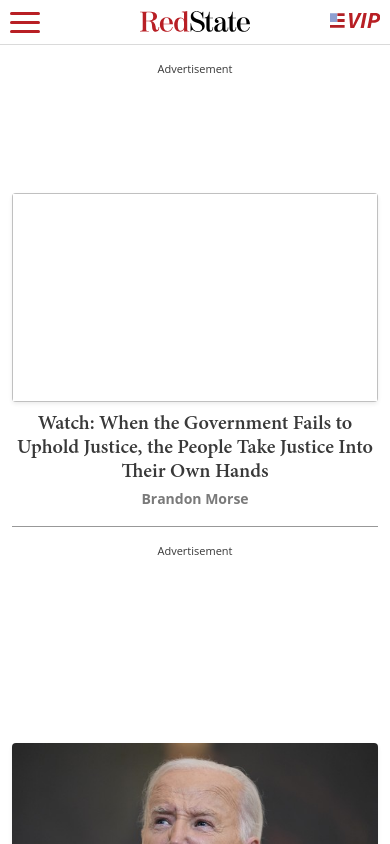 RedState
VIP
Advertisement
Watch: When the Government Fails to
Uphold Justice, the People Take Justice Into
Their Own Hands
Brandon Morse
Advertisement